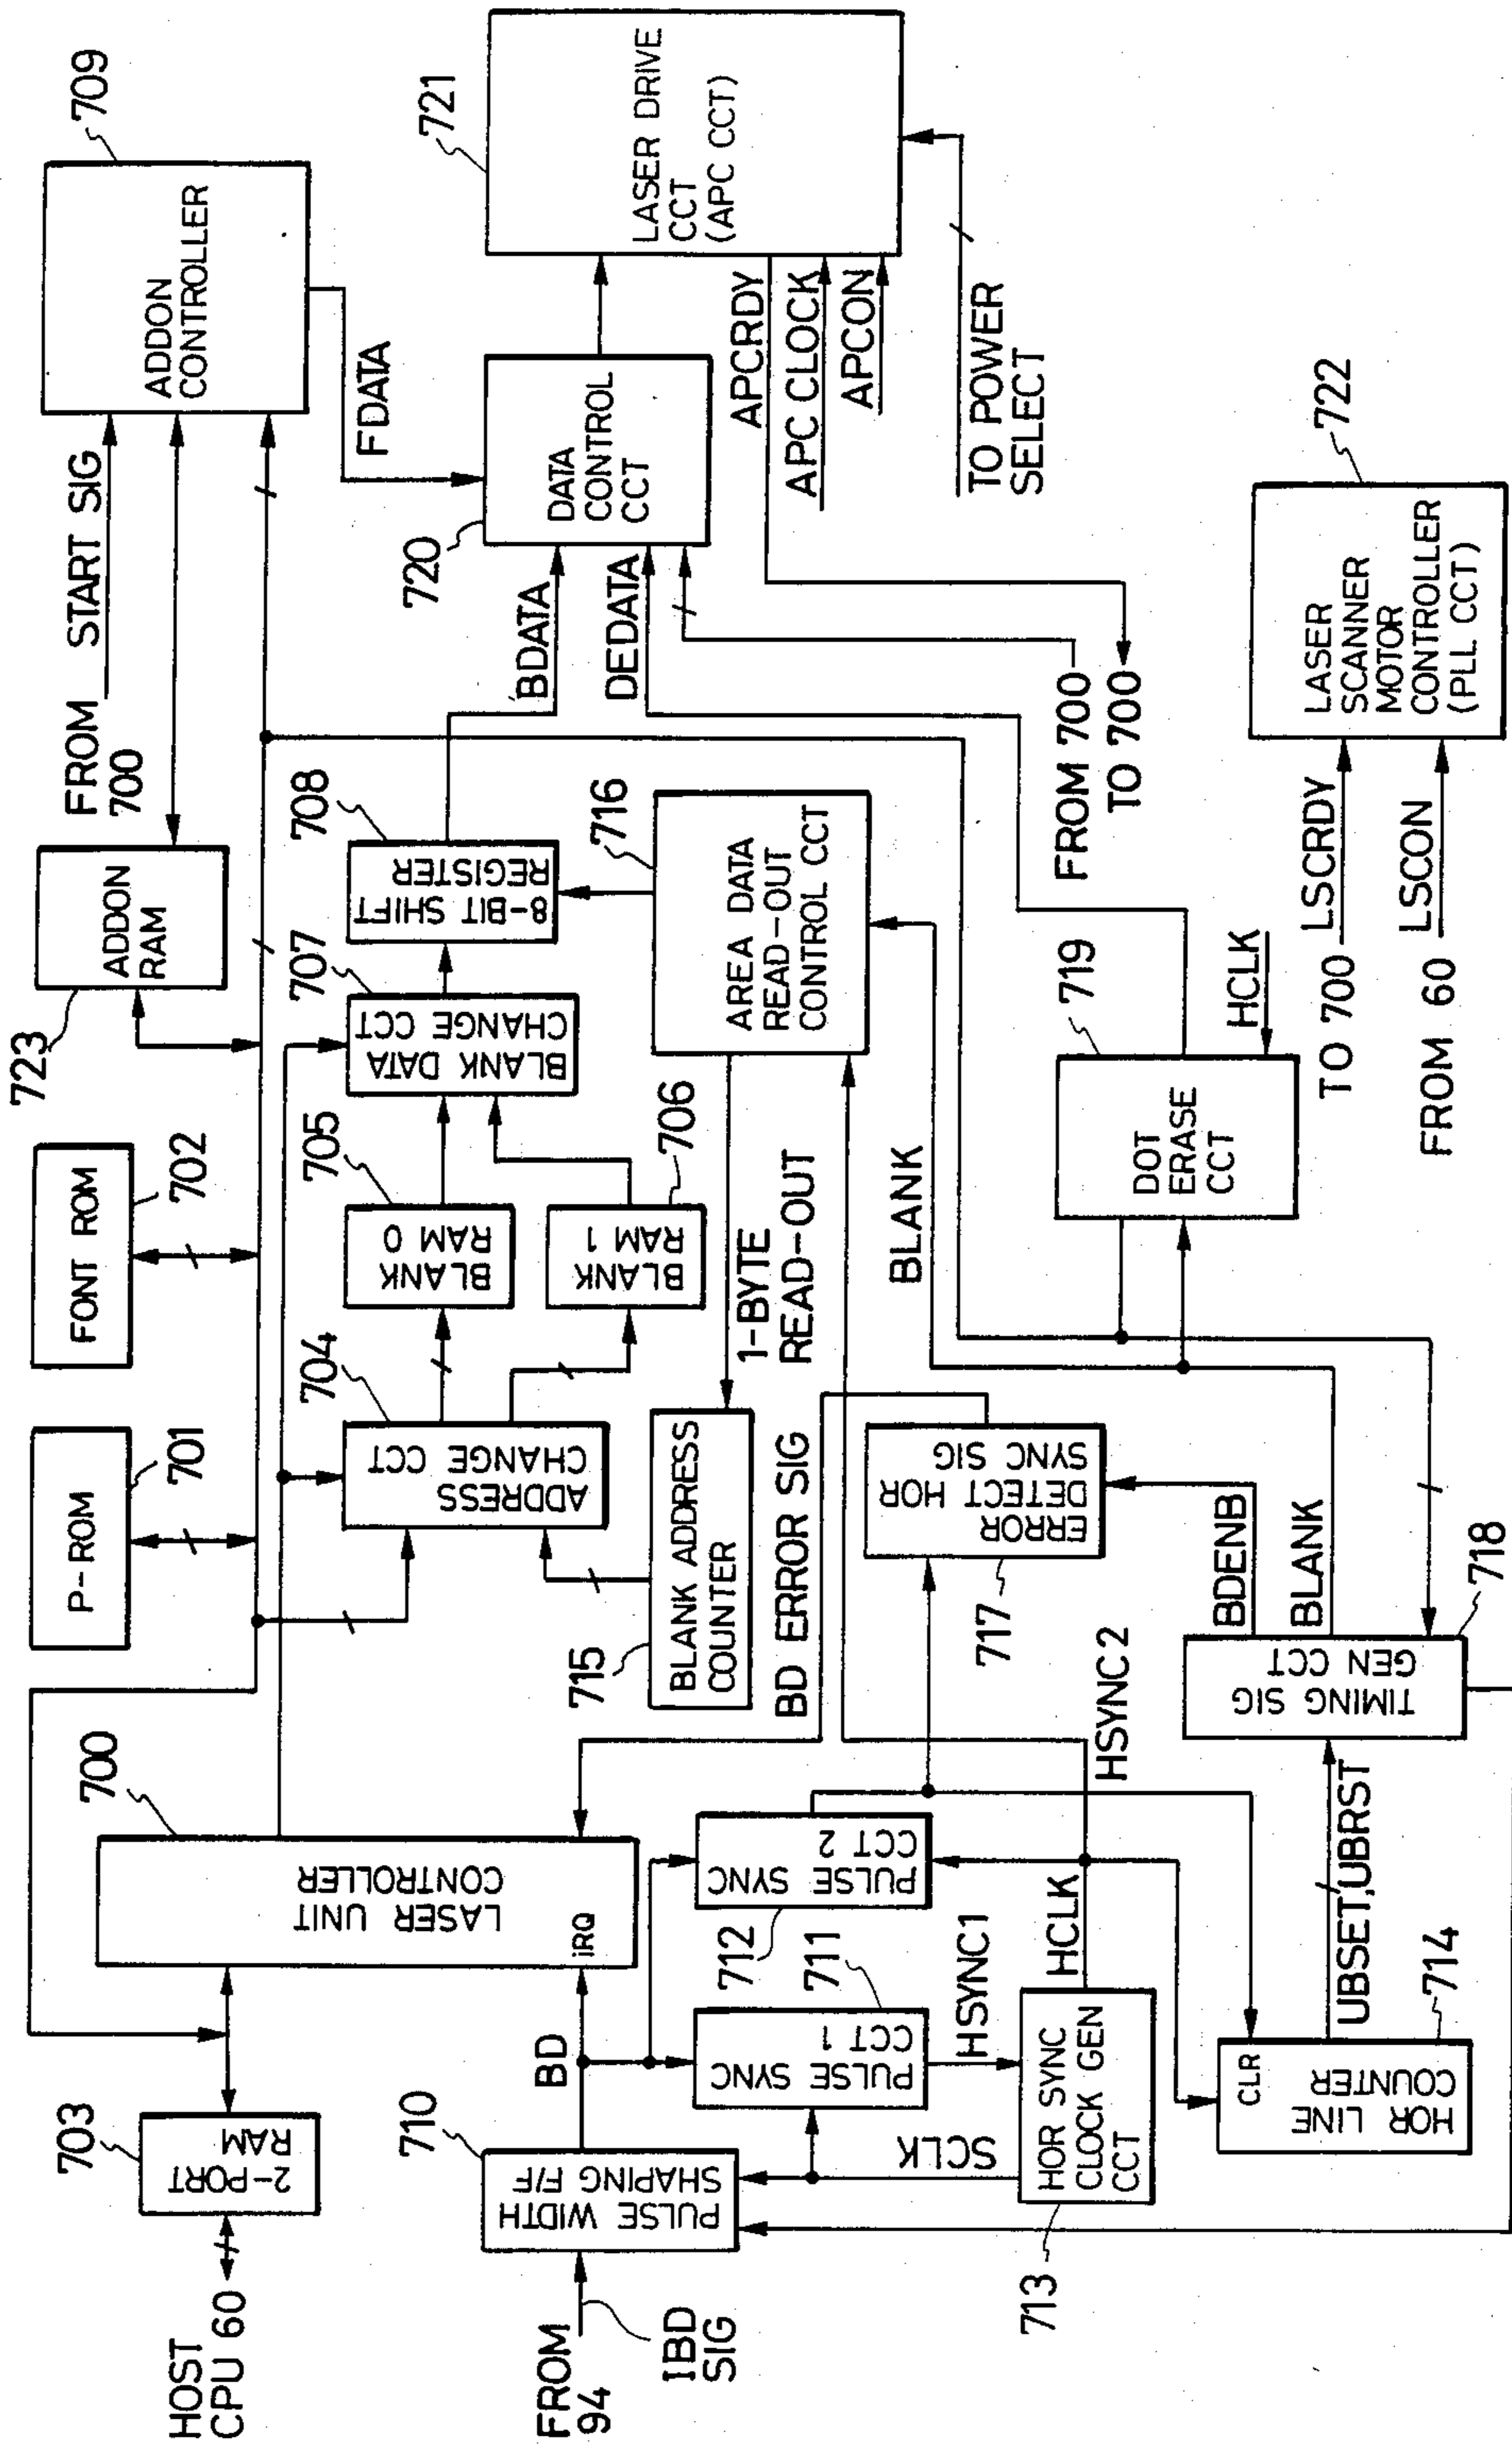 HOST
CPU 60
703
2-PORT
RAM
700
LASER UNIT
CONTROLLER
iRQ
P-ROM
701
FONT ROM
702
723
ADDON
RAM
FROM
700
START SIG
709
ADDON
CONTROLLER
FDATA
704
ADDRESS
CHANGE CCT
705
BLANK
RAM 0
706
BLANK
RAM 1
707
BLANK DATA
CHANGE CCT
708
8-BIT SHIFT
REGISTER
BDATA
DEDATA
720
DATA
CONTROL
CCT
721
LASER DRIVE
CCT
(APC CCT)
APCRDY
APC CLOCK
APCON
TO POWER
SELECT
715
BLANK ADDRESS
COUNTER
1-BYTE
READ-OUT
716
AREA DATA
READ-OUT
CONTROL CCT
BD ERROR SIG
BLANK
FROM 700
TO 700
FROM
94
IBD
SIG
710
PULSE WIDTH
SHAPING F/F
BD
711
PULSE SYNC
CCT 1
712
PULSE SYNC
CCT 2
717
ERROR
DETECT HOR
SYNC SIG
HSYNC1
SCLK
HCLK
HSYNC2
713
HOR SYNC
CLOCK GEN
CCT
714
CLR
HOR LINE
COUNTER
UBSET,UBRST
718
TIMING SIG
GEN CCT
BDENB
BLANK
719
DOT
ERASE
CCT
HCLK
TO 700
LSCRDY
FROM 60
LSCON
722
LASER
SCANNER
MOTOR
CONTROLLER
(PLL CCT)